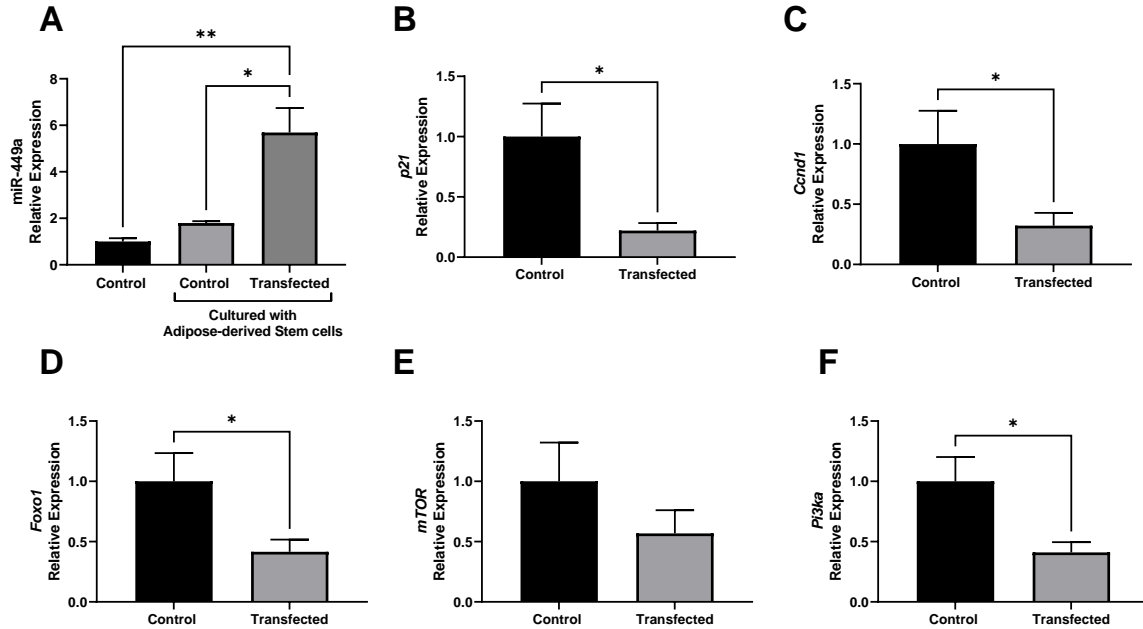 A
**
*
miR-449a
Relative Expression
8
6
4
2
0
Control
Control
Transfected
Cultured with
Adipose-derived Stem cells
B
*
p21
Relative Expression
1.5
1.0
0.5
0.0
Control
Transfected
C
*
Ccnd1
Relative Expression
1.5
1.0
0.5
0.0
Control
Transfected
D
*
Foxo1
Relative Expression
1.5
1.0
0.5
0.0
Control
Transfected
E
mTOR
Relative Expression
1.5
1.0
0.5
0.0
Control
Transfected
F
*
Pi3ka
Relative Expression
1.5
1.0
0.5
0.0
Control
Transfected